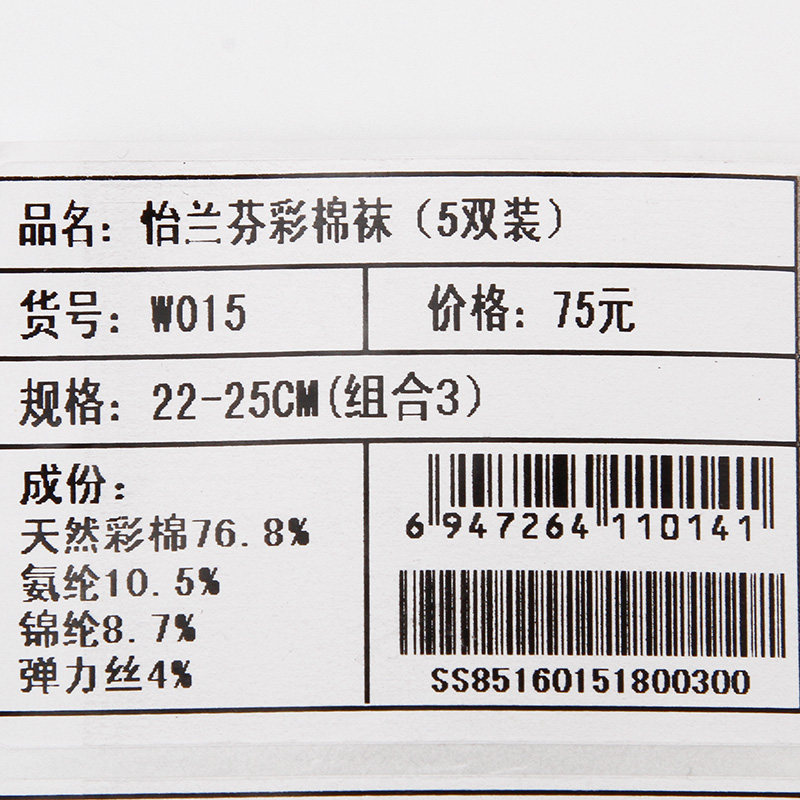 品名：怡兰芬彩棉袜（5双装）
货号：W015
价格：75元
规格：22-25CM(组合3)
成份：
天然彩棉76.8%
氨纶10.5%
锦纶8.7%
弹力丝4%
6 947264 110141
SS85160151800300